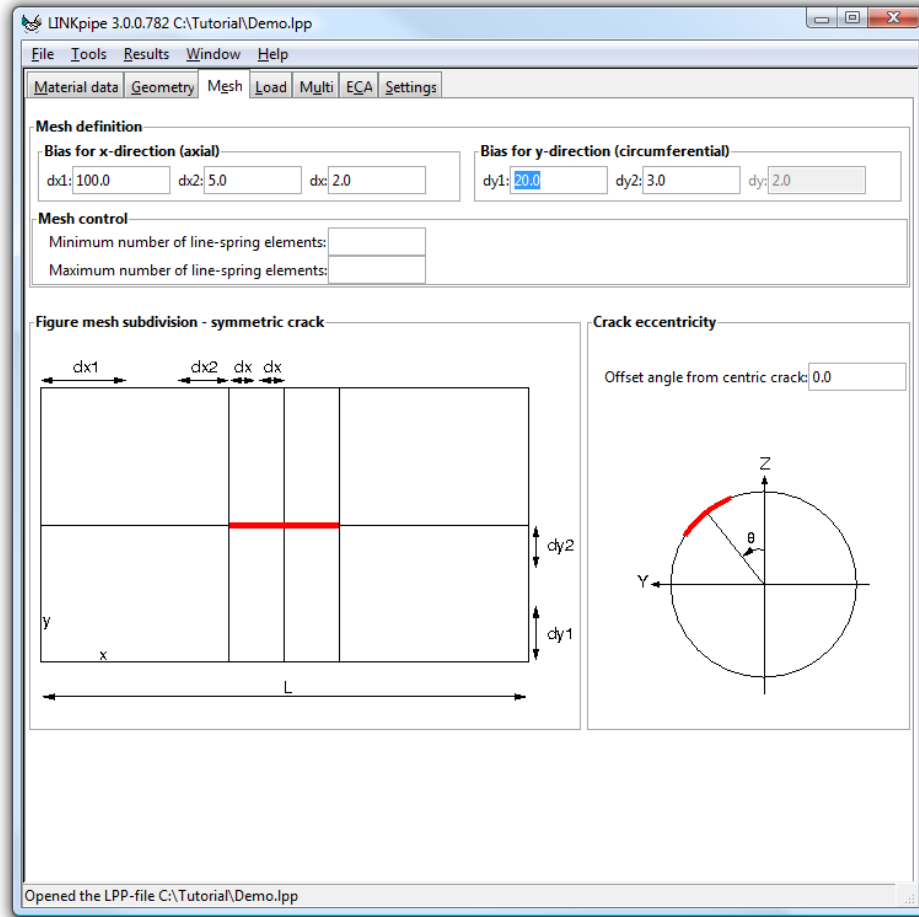 LINKpipe 3.0.0.782 C:\Tutorial\Demo.lpp
File Tools Results Window Help
Material data Geometry Mesh Load Multi ECA Settings
Mesh definition
Bias for x-direction (axial)
dx1: 100.0 dx2: 5.0 dx: 2.0
Bias for y-direction (circumferential)
dy1: 20.0 dy2: 3.0 dy: 2.0
Mesh control
Minimum number of line-spring elements:
Maximum number of line-spring elements:
Figure mesh subdivision - symmetric crack
dx1 dx2 dx dx
dy2
y
dy1
x
L
Crack eccentricity
Offset angle from centric crack: 0.0
Z
θ
Y
Opened the LPP-file C:\Tutorial\Demo.lpp